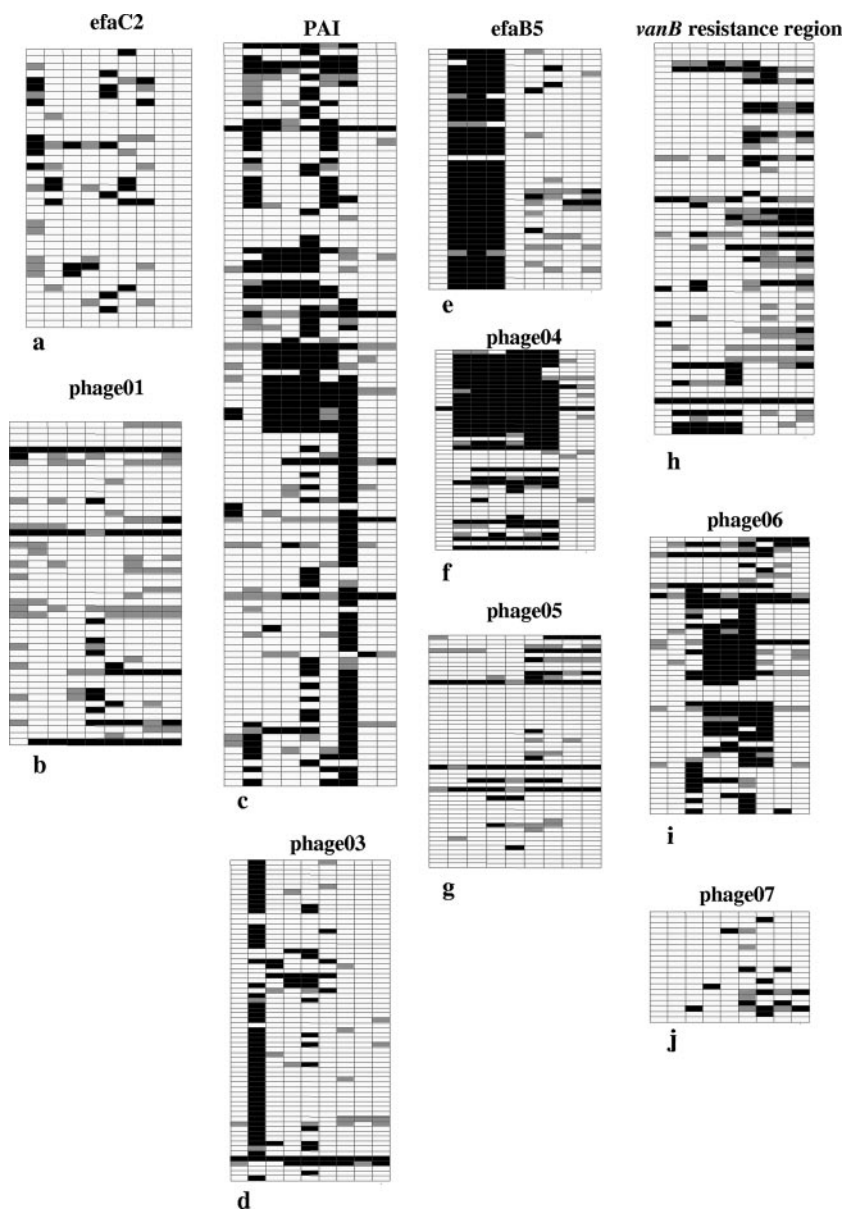 efaC2
a
phage01
b
PAI
c
phage03
d
efaB5
e
phage04
f
phage05
g
vanB resistance region
h
phage06
i
phage07
j